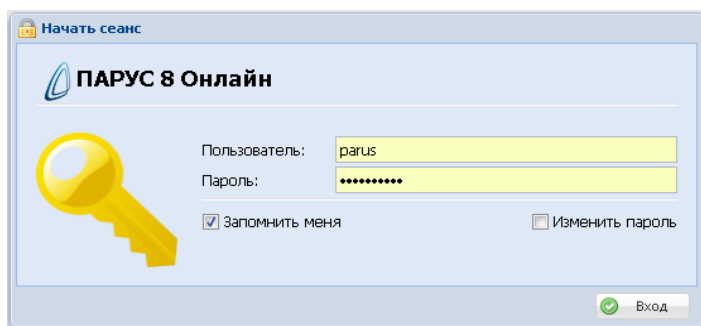 Начать сеанс
ПАРУС 8 Онлайн
Пользователь: parus
Пароль: ••••••••••
Запомнить меня Изменить пароль
Вход